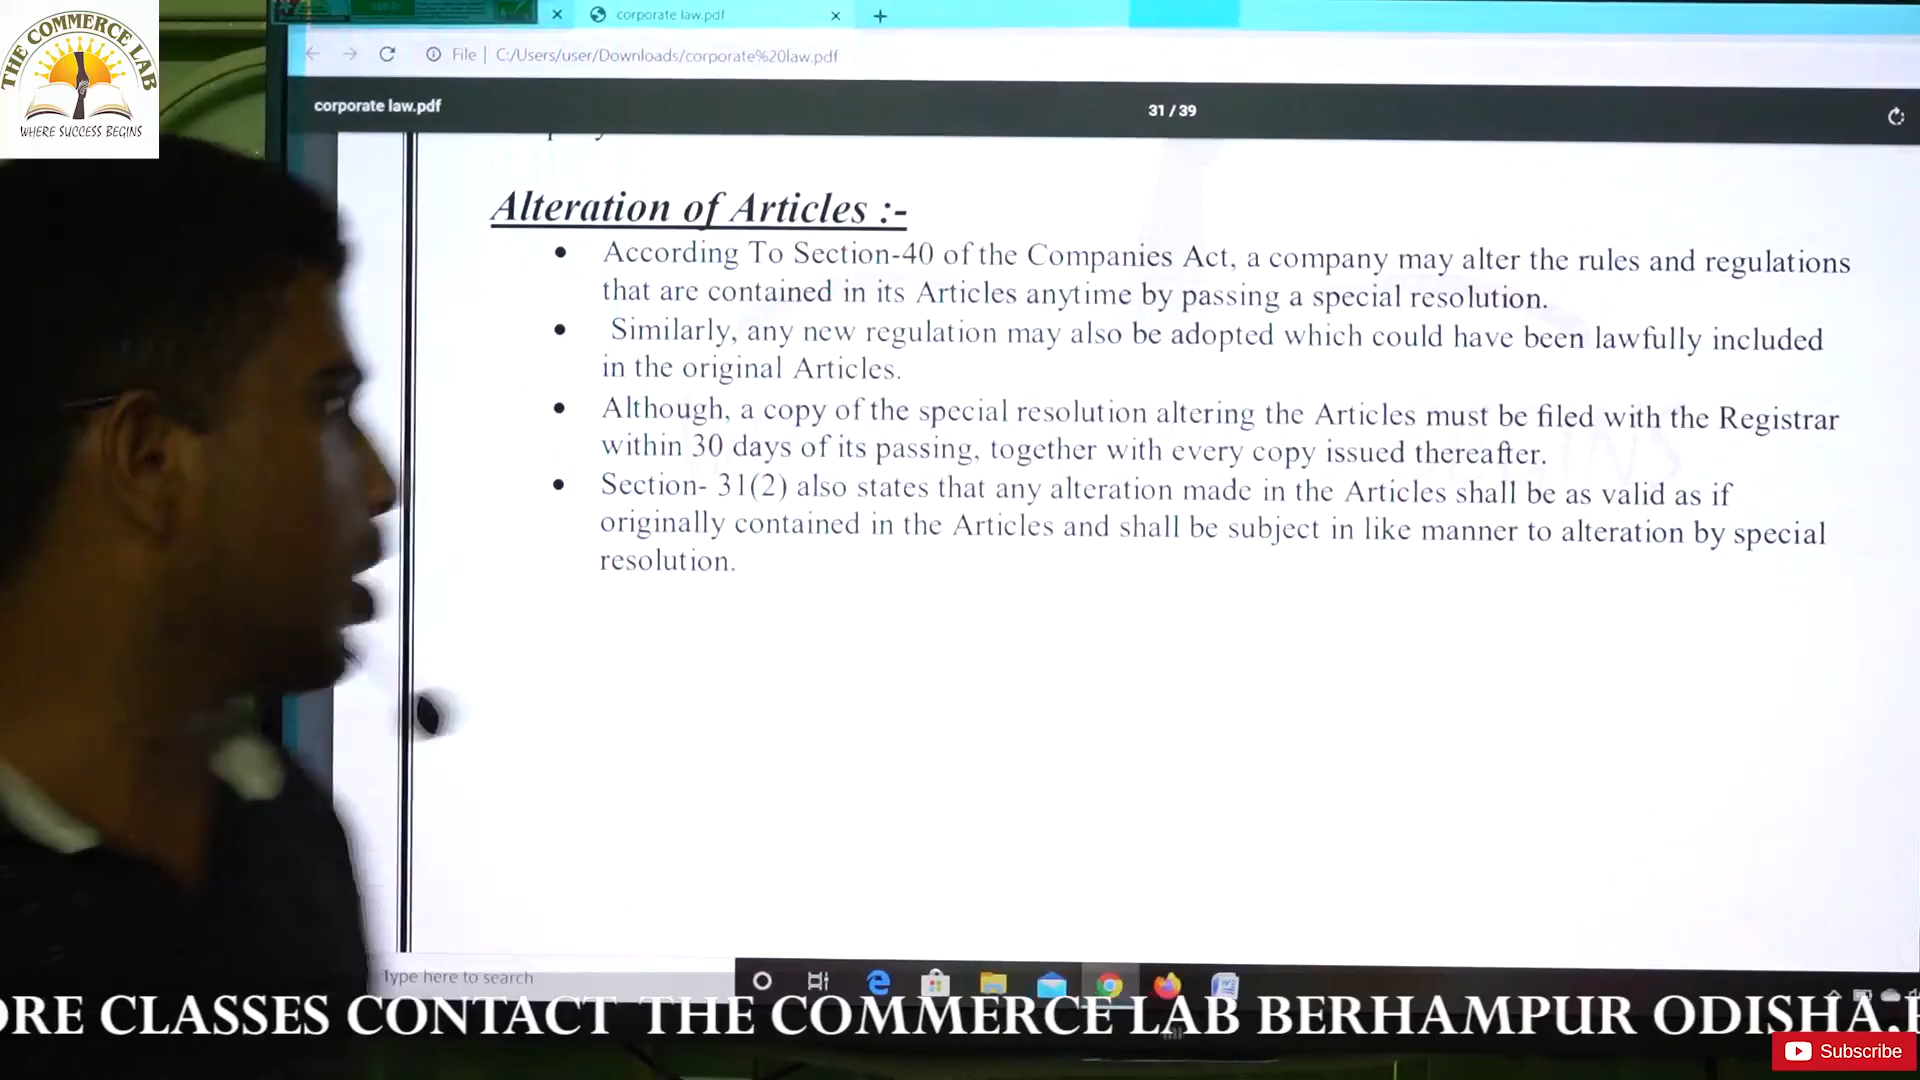 THE COMMERCE LAB
WHERE SUCCESS BEGINS
corporate law.pdf
File | C:/Users/user/Downloads/corporate%20law.pdf
corporate law.pdf
31 / 39
Alteration of Articles :-
• According To Section-40 of the Companies Act, a company may alter the rules and regulations
that are contained in its Articles anytime by passing a special resolution.
• Similarly, any new regulation may also be adopted which could have been lawfully included
in the original Articles.
• Although, a copy of the special resolution altering the Articles must be filed with the Registrar
within 30 days of its passing, together with every copy issued thereafter.
• Section- 31(2) also states that any alteration made in the Articles shall be as valid as if
originally contained in the Articles and shall be subject in like manner to alteration by special
resolution.
Type here to search
ORE CLASSES CONTACT THE COMMERCE LAB BERHAMPUR ODISHA,
Subscribe